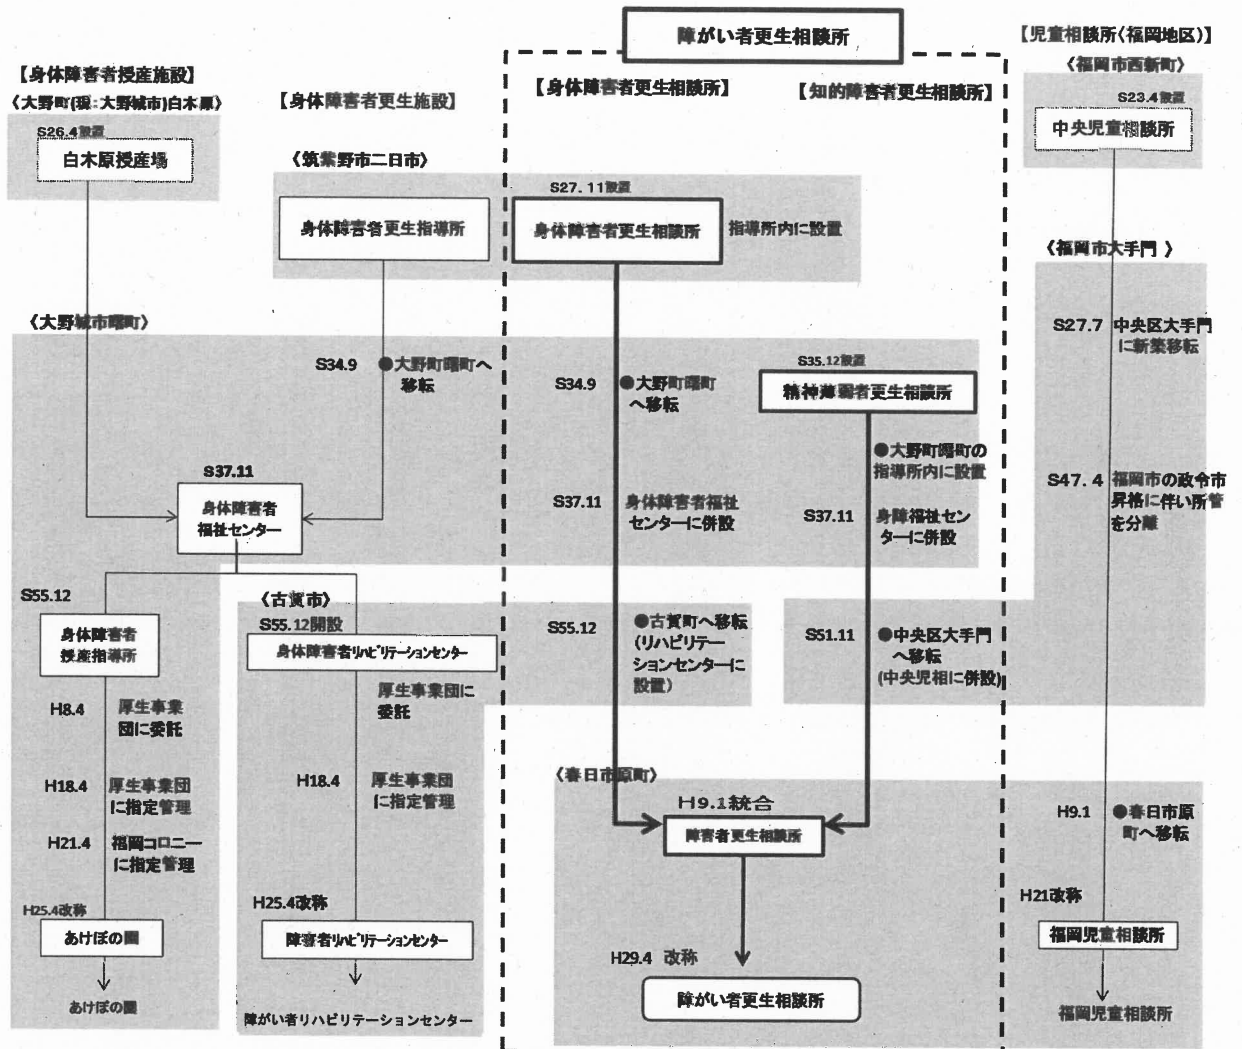 障がい者更生相談所
【児童相談所(福岡地区)】
〈福岡市西新町〉
S23.4設置
中央児童相談所
【身体障害者授産施設】
〈大野町(現:大野城市)白木原〉
S26.4設置
白木原授産場
【身体障害者更生施設】
〈筑紫野市二日市〉
身体障害者更生指導所
【身体障害者更生相談所】
【知的障害者更生相談所】
S27.11設置
身体障害者更生相談所
指導所内に設置
〈福岡市大手門 〉
S27.7 中央区大手門
に新築移転
S47.4 福岡市の政令市
昇格に伴い所管
を分離
〈大野城市曙町〉
S34.9 ●大野町曙町へ
移転
S34.9 ●大野町曙町
へ移転
S35.12設置
精神薄弱者更生相談所
●大野町曙町の
指導所内に設置
S37.11
身体障害者
福祉センター
S37.11 身体障害者福祉
センターに併設
S37.11 身障福祉セン
ターに併設
S55.12
身体障害者
授産指導所
〈古賀市〉
S55.12開設
身体障害者リハビリテーションセンター
S55.12 ●古賀町へ移転
(リハビリテー
ションセンターに
設置)
S51.11 ●中央区大手門
へ移転
(中央児相に併設)
H8.4 厚生事業
団に委託
厚生事業団に
委託
H18.4 厚生事業団
に指定管理
H18.4 厚生事業団
に指定管理
H21.4 福岡コロニー
に指定管理
〈春日市原町〉
H9.1統合
障害者更生相談所
H9.1 ●春日市原
町へ移転
H25.4改称
あけぼの園
あけぼの園
H25.4改称
障害者リハビリテーションセンター
障がい者リハビリテーションセンター
H29.4 改称
障がい者更生相談所
H21改称
福岡児童相談所
福岡児童相談所